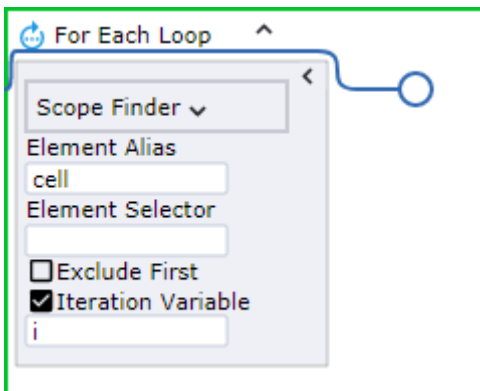 For Each Loop
Scope Finder
Element Alias
cell
Element Selector
Exclude First
Iteration Variable
i